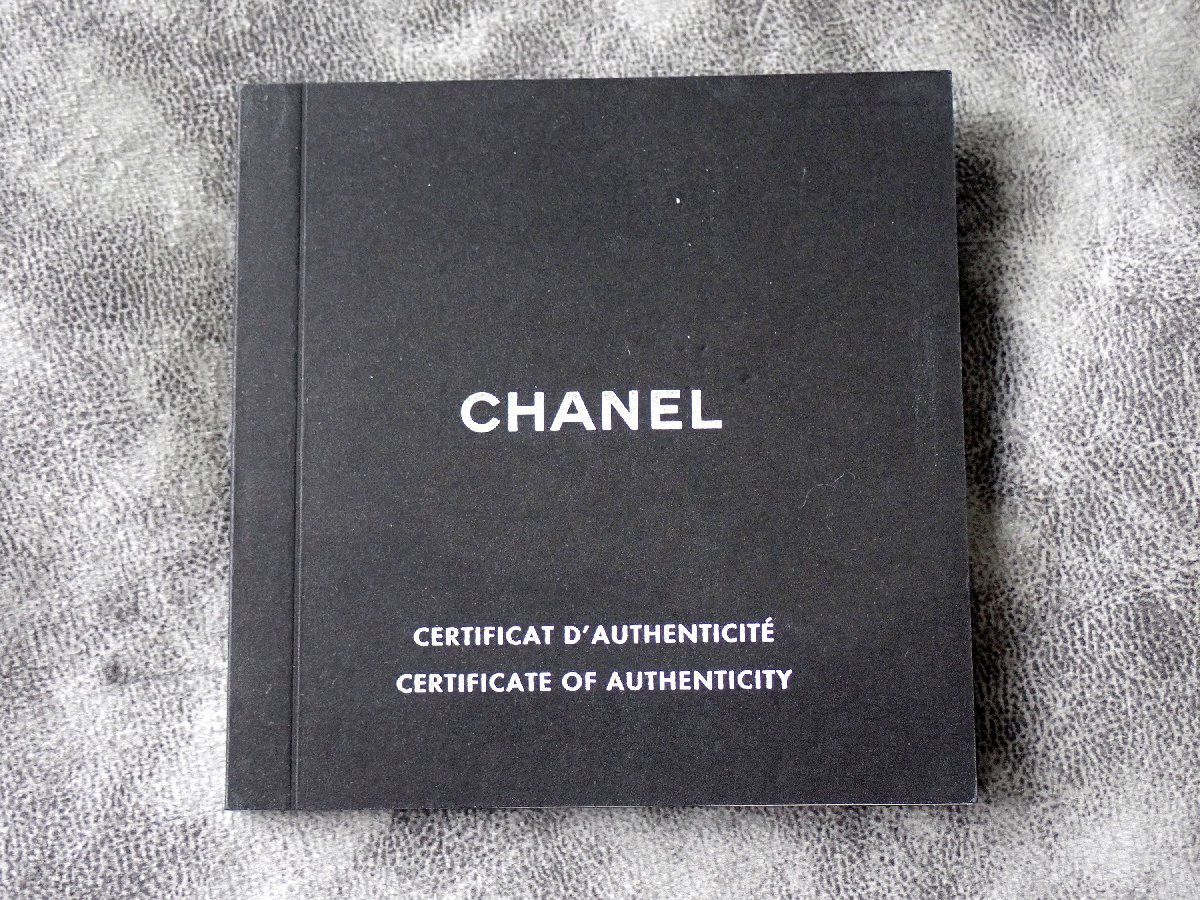 CHANEL
CERTIFICAT D'AUTHENTICITÉ
CERTIFICATE OF AUTHENTICITY